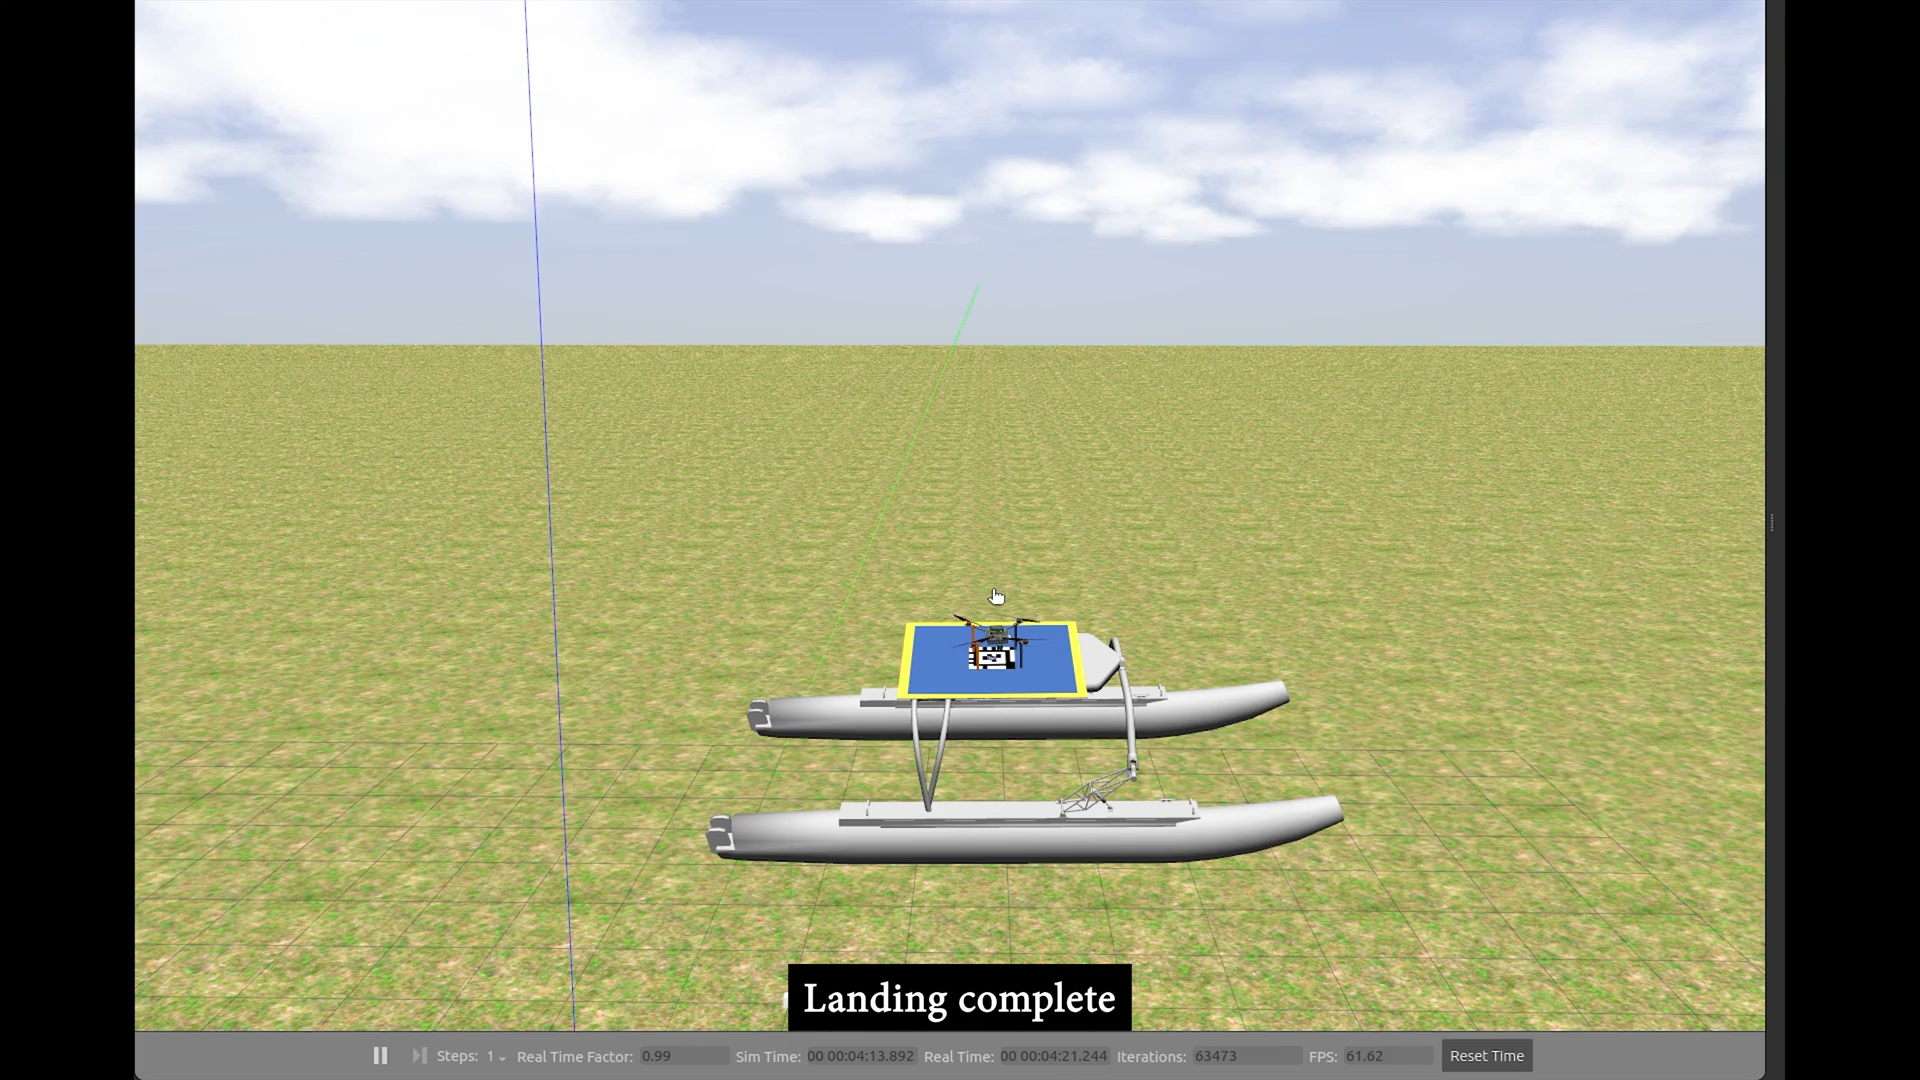 Landing complete
Steps: 1 Real Time Factor: 0.99 Sim Time: 00 00:04:13.892 Real Time: 00 00:04:21.244 Iterations: 63473 FPS: 61.62 Reset Time